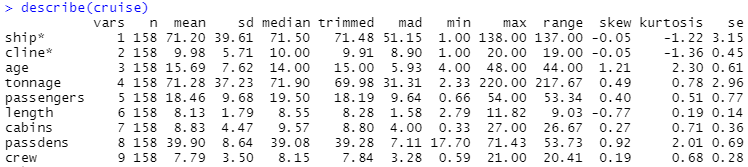 > describe(cruise)
vars n mean sd median trimmed mad min max range skew kurtosis se
ship* 1 158 71.20 39.61 71.50 71.48 51.15 1.00 138.00 137.00 -0.05 -1.22 3.15
cline* 2 158 9.98 5.71 10.00 9.91 8.90 1.00 20.00 19.00 -0.05 -1.36 0.45
age 3 158 15.69 7.62 14.00 15.00 5.93 4.00 48.00 44.00 1.21 2.30 0.61
tonnage 4 158 71.28 37.23 71.90 69.98 31.31 2.33 220.00 217.67 0.49 0.78 2.96
passengers 5 158 18.46 9.68 19.50 18.19 9.64 0.66 54.00 53.34 0.40 0.51 0.77
length 6 158 8.13 1.79 8.55 8.28 1.58 2.79 11.82 9.03 -0.77 0.19 0.14
cabins 7 158 8.83 4.47 9.57 8.80 4.00 0.33 27.00 26.67 0.27 0.71 0.36
passdens 8 158 39.90 8.64 39.08 39.28 7.11 17.70 71.43 53.73 0.92 2.01 0.69
crew 9 158 7.79 3.50 8.15 7.84 3.28 0.59 21.00 20.41 0.19 0.68 0.28